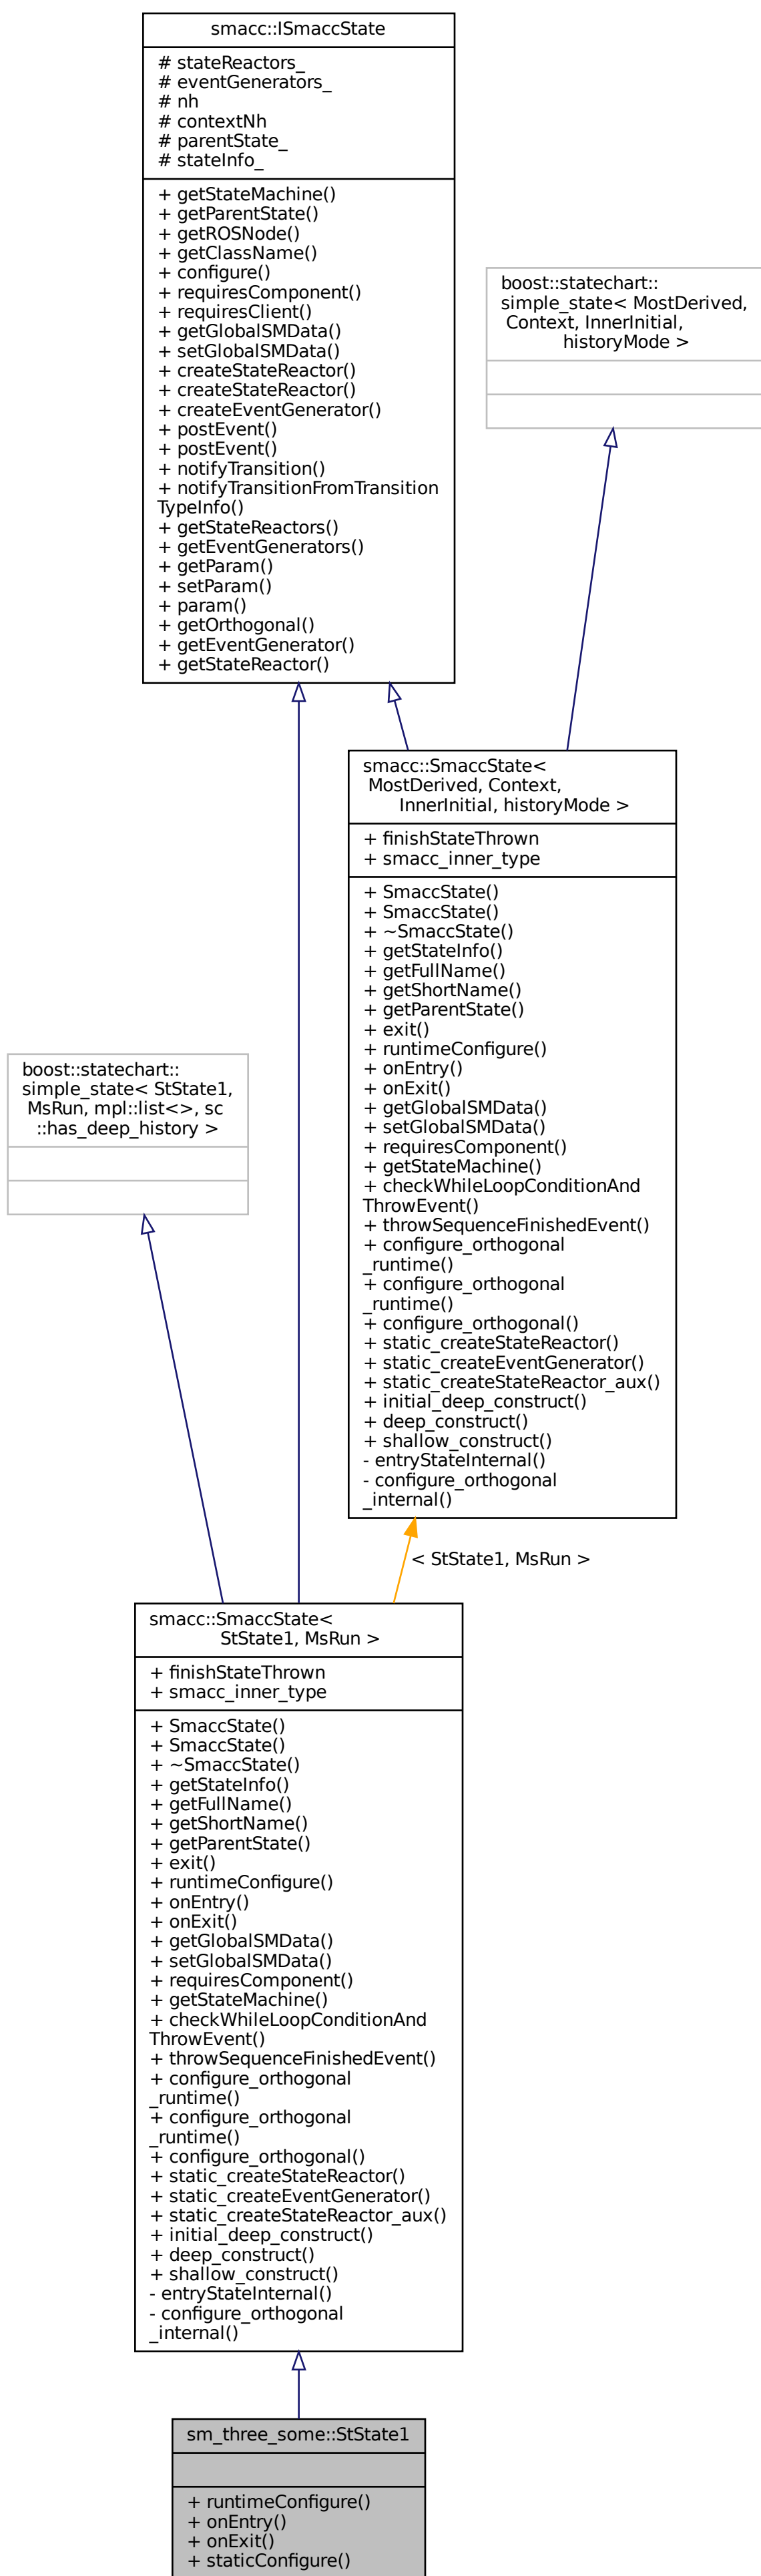 smacc::ISmaccState
# stateReactors_
# eventGenerators_
# nh
# contextNh
# parentState_
# stateInfo_
+ getStateMachine()
+ getParentState()
+ getROSNode()
+ getClassName()
+ configure()
+ requiresComponent()
+ requiresClient()
+ getGlobalSMData()
+ setGlobalSMData()
+ createStateReactor()
+ createStateReactor()
+ createEventGenerator()
+ postEvent()
+ postEvent()
+ notifyTransition()
+ notifyTransitionFromTransition
TypeInfo()
+ getStateReactors()
+ getEventGenerators()
+ getParam()
+ setParam()
+ param()
+ getOrthogonal()
+ getEventGenerator()
+ getStateReactor()
boost::statechart::
simple_state< MostDerived,
Context, InnerInitial,
historyMode >
smacc::SmaccState<
MostDerived, Context,
InnerInitial, historyMode >
+ finishStateThrown
+ smacc_inner_type
+ SmaccState()
+ SmaccState()
+ ~SmaccState()
+ getStateInfo()
+ getFullName()
+ getShortName()
+ getParentState()
+ exit()
+ runtimeConfigure()
+ onEntry()
+ onExit()
+ getGlobalSMData()
+ setGlobalSMData()
+ requiresComponent()
+ getStateMachine()
+ checkWhileLoopConditionAnd
ThrowEvent()
+ throwSequenceFinishedEvent()
+ configure_orthogonal
_runtime()
+ configure_orthogonal
_runtime()
+ configure_orthogonal()
+ static_createStateReactor()
+ static_createEventGenerator()
+ static_createStateReactor_aux()
+ initial_deep_construct()
+ deep_construct()
+ shallow_construct()
- entryStateInternal()
- configure_orthogonal
_internal()
boost::statechart::
simple_state< StState1,
MsRun, mpl::list<>, sc
::has_deep_history >
< StState1, MsRun >
smacc::SmaccState<
StState1, MsRun >
+ finishStateThrown
+ smacc_inner_type
+ SmaccState()
+ SmaccState()
+ ~SmaccState()
+ getStateInfo()
+ getFullName()
+ getShortName()
+ getParentState()
+ exit()
+ runtimeConfigure()
+ onEntry()
+ onExit()
+ getGlobalSMData()
+ setGlobalSMData()
+ requiresComponent()
+ getStateMachine()
+ checkWhileLoopConditionAnd
ThrowEvent()
+ throwSequenceFinishedEvent()
+ configure_orthogonal
_runtime()
+ configure_orthogonal
_runtime()
+ configure_orthogonal()
+ static_createStateReactor()
+ static_createEventGenerator()
+ static_createStateReactor_aux()
+ initial_deep_construct()
+ deep_construct()
+ shallow_construct()
- entryStateInternal()
- configure_orthogonal
_internal()
sm_three_some::StState1
+ runtimeConfigure()
+ onEntry()
+ onExit()
+ staticConfigure()